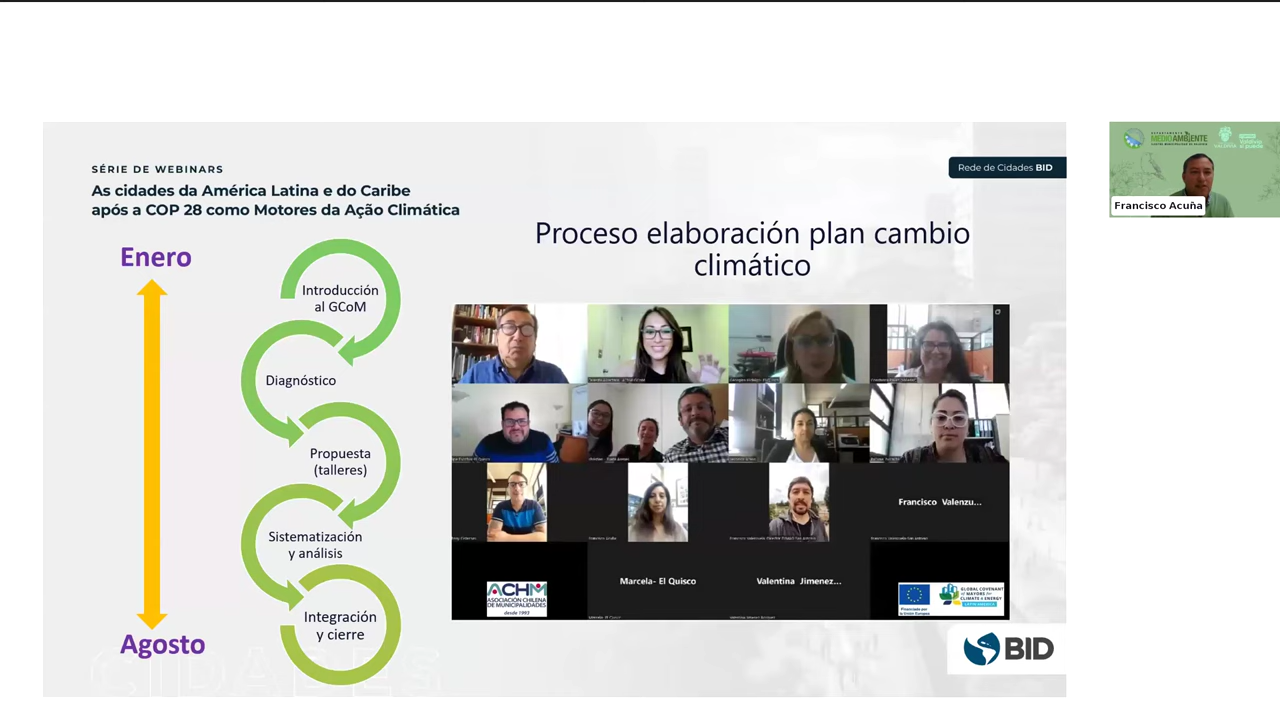 SÉRIE DE WEBINARS
As cidades da América Latina e do Caribe
após a COP 28 como Motores da Ação Climática
Rede de Cidades BID
Proceso elaboración plan cambio
climático
Enero
Agosto
Introducción
al GCoM
Diagnóstico
Propuesta
(talleres)
Sistematización
y análisis
Integración
y cierre
Francisco Valenzu...
Marcela- El Quisco
Valentina Jimenez...
ACHM
ASOCIACIÓN CHILENA
DE MUNICIPALIDADES
desde 1993
GLOBAL COVENANT
of MAYORS for
CLIMATE & ENERGY
BID
CIDADES
MEDIO AMBIENTE
Francisco Acuña